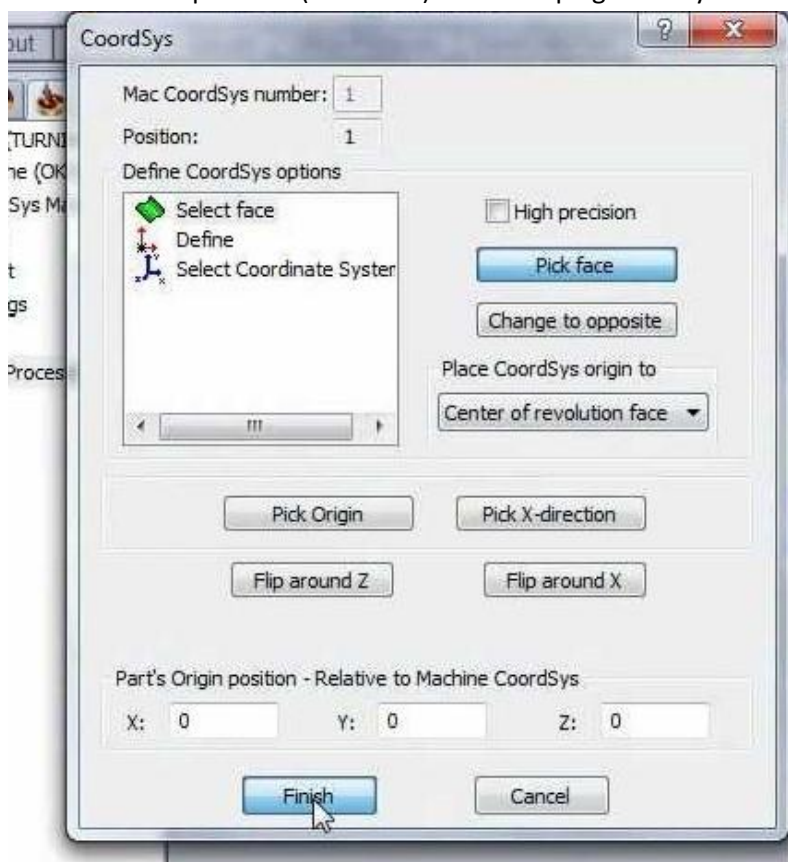 out
CoordSys
?
X
Mac CoordSys number: 1
(TURNI
Position: 1
ne (OK
Define CoordSys options
Sys Ma
Select face
High precision
Define
Select Coordinate System
Pick face
t
gs
Change to opposite
Place CoordSys origin to
Proces
Center of revolution face
Pick Origin
Pick X-direction
Flip around Z
Flip around X
Part's Origin position - Relative to Machine CoordSys
X: 0 Y: 0 Z: 0
Finish
Cancel